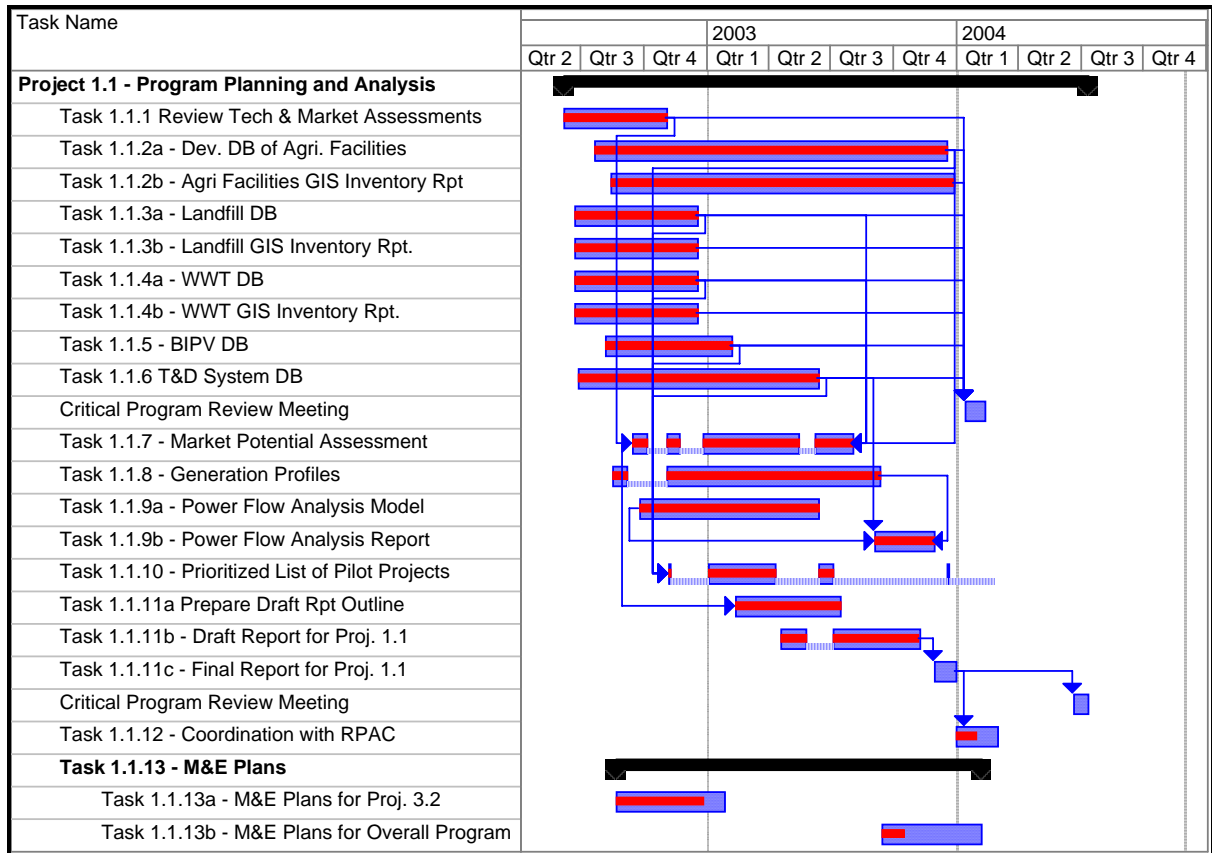 Task Name
2003 2004
Qtr 2 Qtr 3 Qtr 4 Qtr 1 Qtr 2 Qtr 3 Qtr 4 Qtr 1 Qtr 2 Qtr 3 Qtr 4
Project 1.1 - Program Planning and Analysis
Task 1.1.1 Review Tech & Market Assessments
Task 1.1.2a - Dev. DB of Agri. Facilities
Task 1.1.2b - Agri Facilities GIS Inventory Rpt
Task 1.1.3a - Landfill DB
Task 1.1.3b - Landfill GIS Inventory Rpt.
Task 1.1.4a - WWT DB
Task 1.1.4b - WWT GIS Inventory Rpt.
Task 1.1.5 - BIPV DB
Task 1.1.6 T&D System DB
Critical Program Review Meeting
Task 1.1.7 - Market Potential Assessment
Task 1.1.8 - Generation Profiles
Task 1.1.9a - Power Flow Analysis Model
Task 1.1.9b - Power Flow Analysis Report
Task 1.1.10 - Prioritized List of Pilot Projects
Task 1.1.11a Prepare Draft Rpt Outline
Task 1.1.11b - Draft Report for Proj. 1.1
Task 1.1.11c - Final Report for Proj. 1.1
Critical Program Review Meeting
Task 1.1.12 - Coordination with RPAC
Task 1.1.13 - M&E Plans
Task 1.1.13a - M&E Plans for Proj. 3.2
Task 1.1.13b - M&E Plans for Overall Program